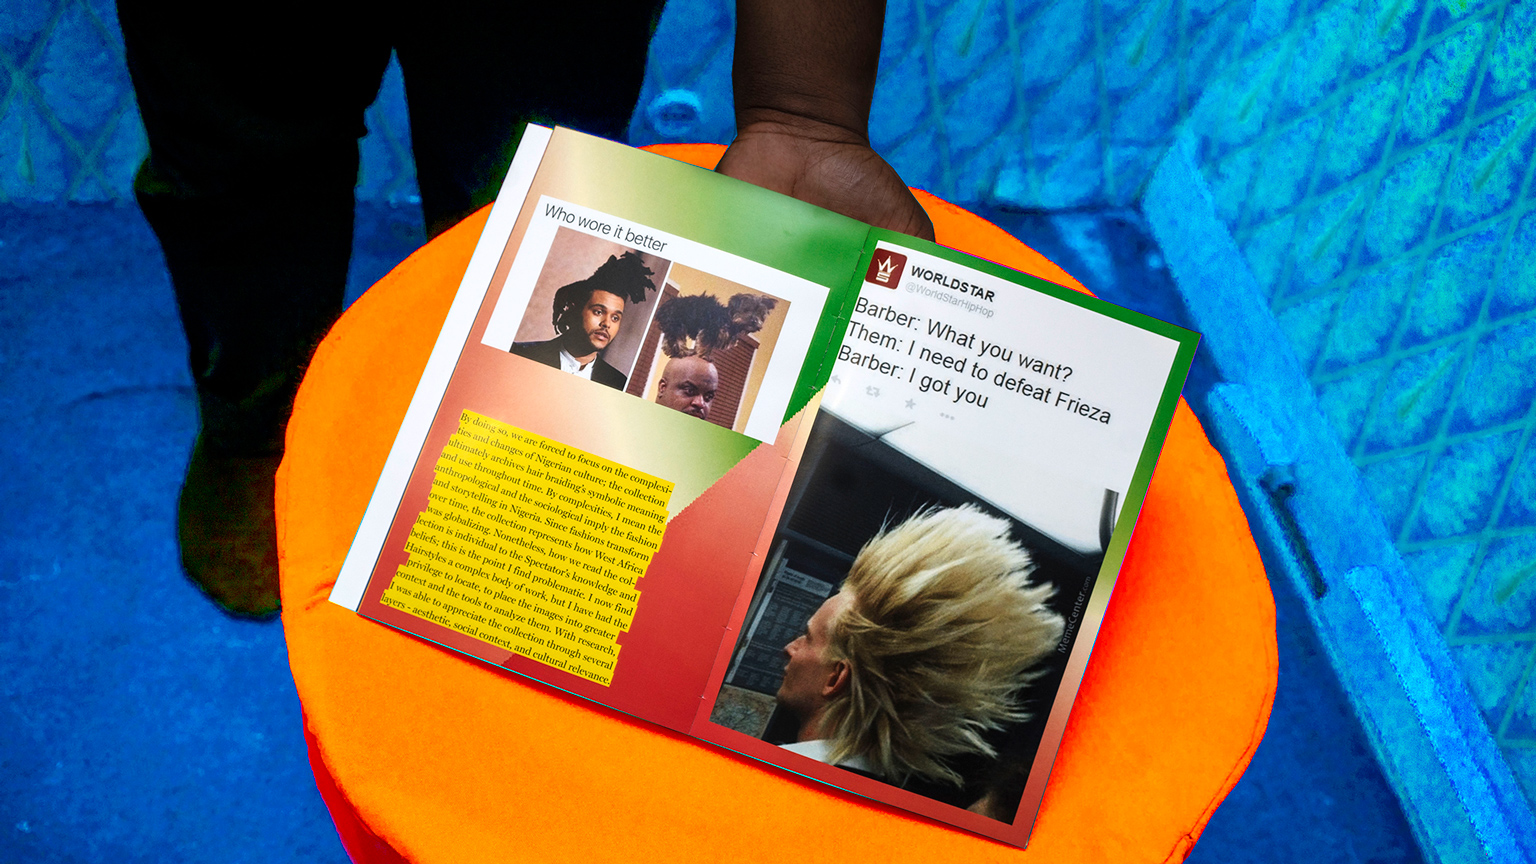 Who wore it better
By doing so, we are forced to focus on the complexi-
ties and changes of Nigerian culture; the collection
ultimately archives hair braiding's symbolic meaning
and use throughout time. By complexities, I mean the
anthropological and the sociological imply the fashion
and storytelling in Nigeria. Since fashions transform
over time, the collection represents how West Africa
was globalizing. Nonetheless, how we read the col-
lection is individual to the Spectator's knowledge and
beliefs; this is the point I find problematic. I now find
Hairstyles a complex body of work, but I have had the
privilege to locate, to place the images into greater
context and the tools to analyze them. With research,
I was able to appreciate the collection through several
layers - aesthetic, social context, and cultural relevance.
WORLDSTAR
@WorldStarHipHop
Barber: What you want?
Them: I need to defeat Frieza
Barber: I got you
MemeCenter.com